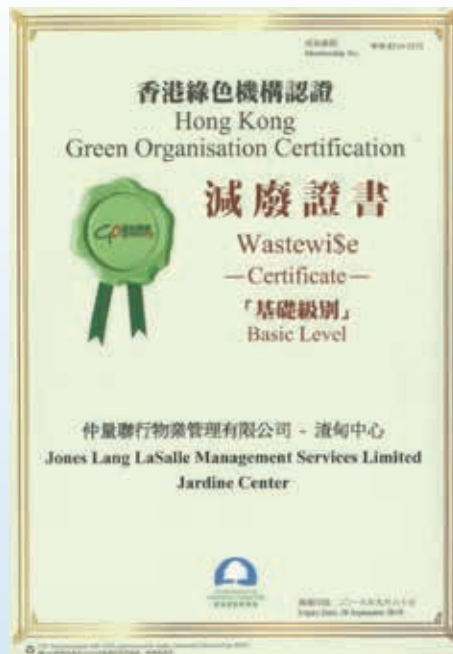 香港綠色機構認證
Hong Kong
Green Organisation Certification
減廢證書
Wastewi$e
—Certificate—
「基礎級別」
Basic Level
仲量聯行物業管理有限公司 - 渣甸中心
Jones Lang LaSalle Management Services Limited
Jardine Center